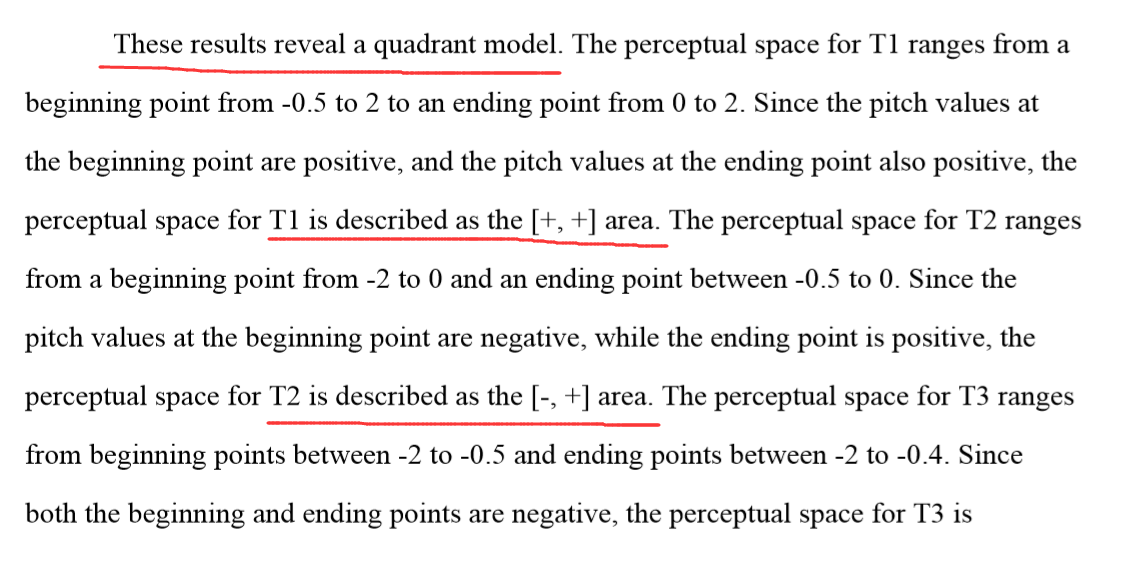 These results reveal a quadrant model. The perceptual space for T1 ranges from a
beginning point from -0.5 to 2 to an ending point from 0 to 2. Since the pitch values at
the beginning point are positive, and the pitch values at the ending point also positive, the
perceptual space for T1 is described as the [+, +] area. The perceptual space for T2 ranges
from a beginning point from -2 to 0 and an ending point between -0.5 to 0. Since the
pitch values at the beginning point are negative, while the ending point is positive, the
perceptual space for T2 is described as the [-, +] area. The perceptual space for T3 ranges
from beginning points between -2 to -0.5 and ending points between -2 to -0.4. Since
both the beginning and ending points are negative, the perceptual space for T3 is